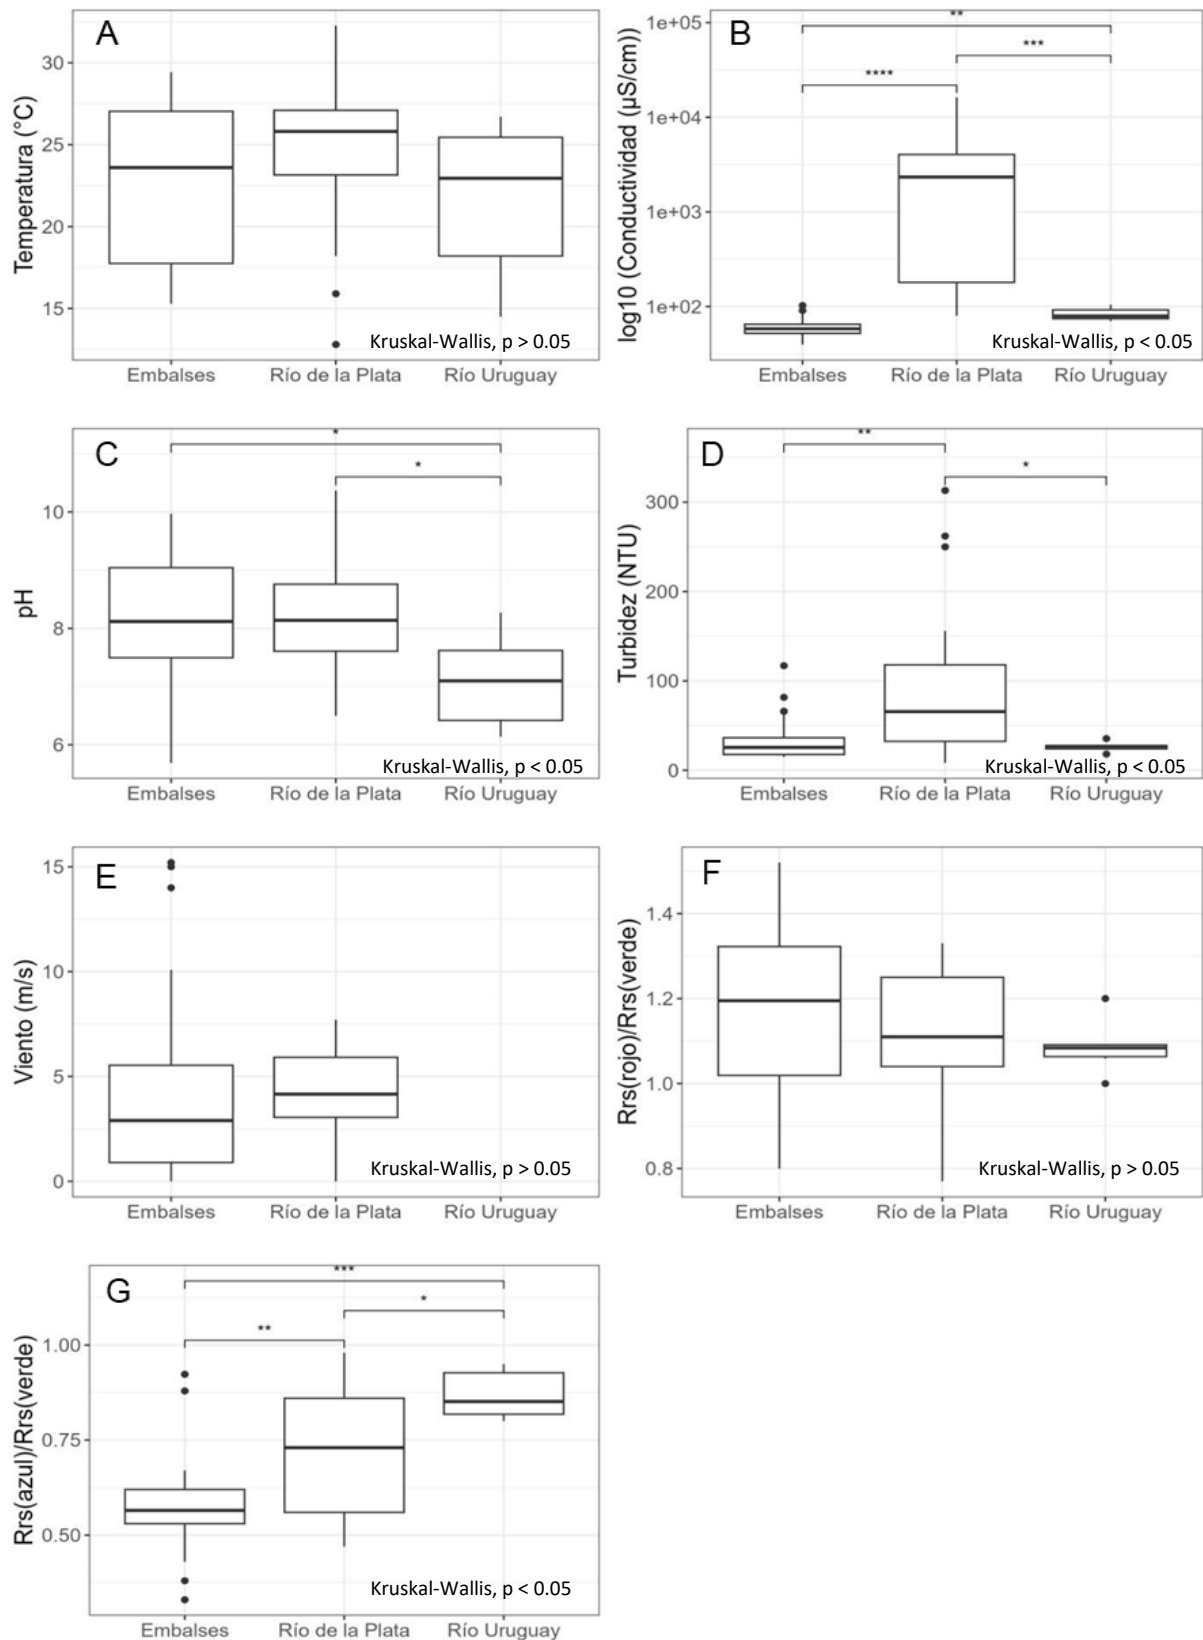 A
Temperatura (°C)
30
25
20
15
Kruskal-Wallis, p > 0.05
Embalses Río de la Plata Río Uruguay
B
log10 (Conductividad (µS/cm))
1e+05
1e+04
1e+03
1e+02
**
***
****
Kruskal-Wallis, p < 0.05
Embalses Río de la Plata Río Uruguay
C
pH
10
8
6
*
*
Kruskal-Wallis, p < 0.05
Embalses Río de la Plata Río Uruguay
D
Turbidez (NTU)
300
200
100
0
**
*
Kruskal-Wallis, p < 0.05
Embalses Río de la Plata Río Uruguay
E
Viento (m/s)
15
10
5
0
Kruskal-Wallis, p > 0.05
Embalses Río de la Plata Río Uruguay
F
Rrs(rojo)/Rrs(verde)
1.4
1.2
1.0
0.8
Kruskal-Wallis, p > 0.05
Embalses Río de la Plata Río Uruguay
G
Rrs(azul)/Rrs(verde)
1.00
0.75
0.50
***
*
**
Kruskal-Wallis, p < 0.05
Embalses Río de la Plata Río Uruguay